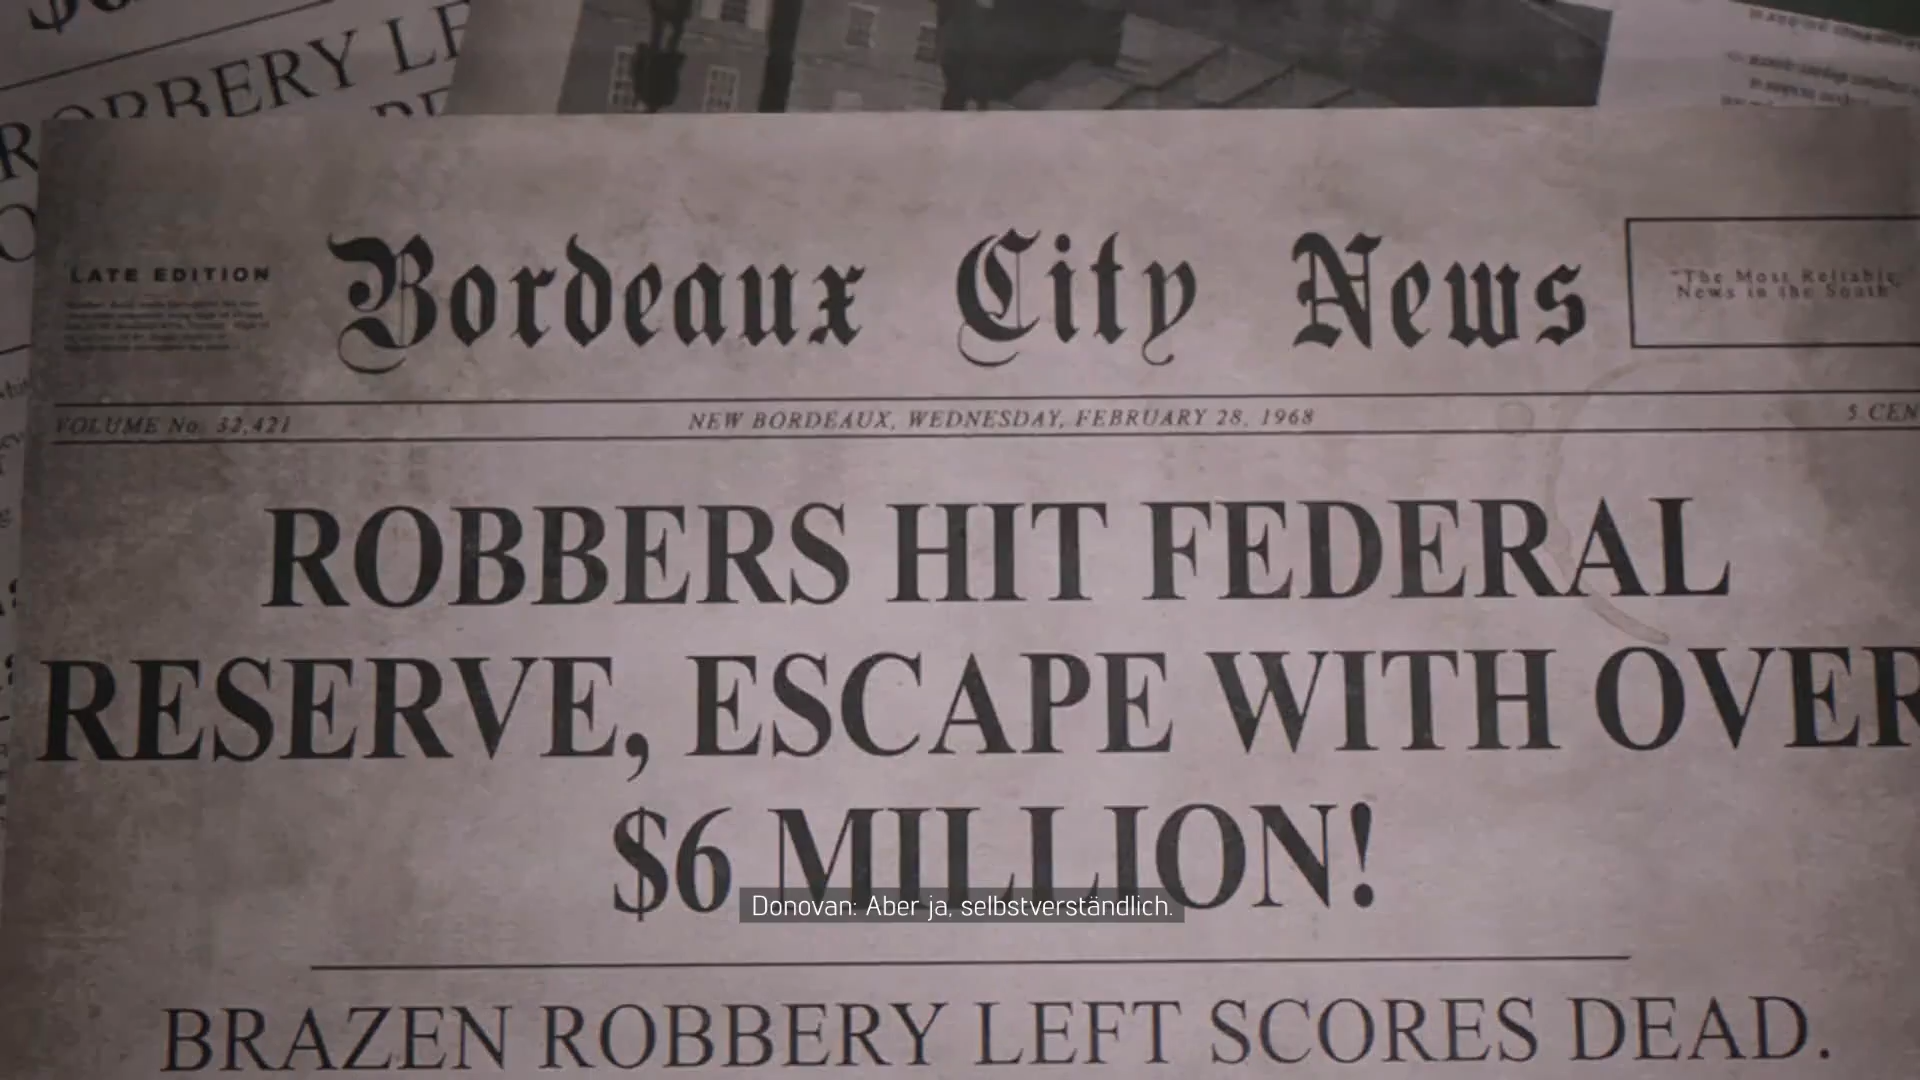 ROBBERY LE
LATE EDITION
Bordeaux City News
"The Most Reliable
News in the South"
VOLUME No. 32,421
NEW BORDEAUX, WEDNESDAY, FEBRUARY 28, 1968
5 CEN
ROBBERS HIT FEDERAL
RESERVE, ESCAPE WITH OVER
$6 MILLION!
Donovan: Aber ja, selbstverständlich.
BRAZEN ROBBERY LEFT SCORES DEAD.